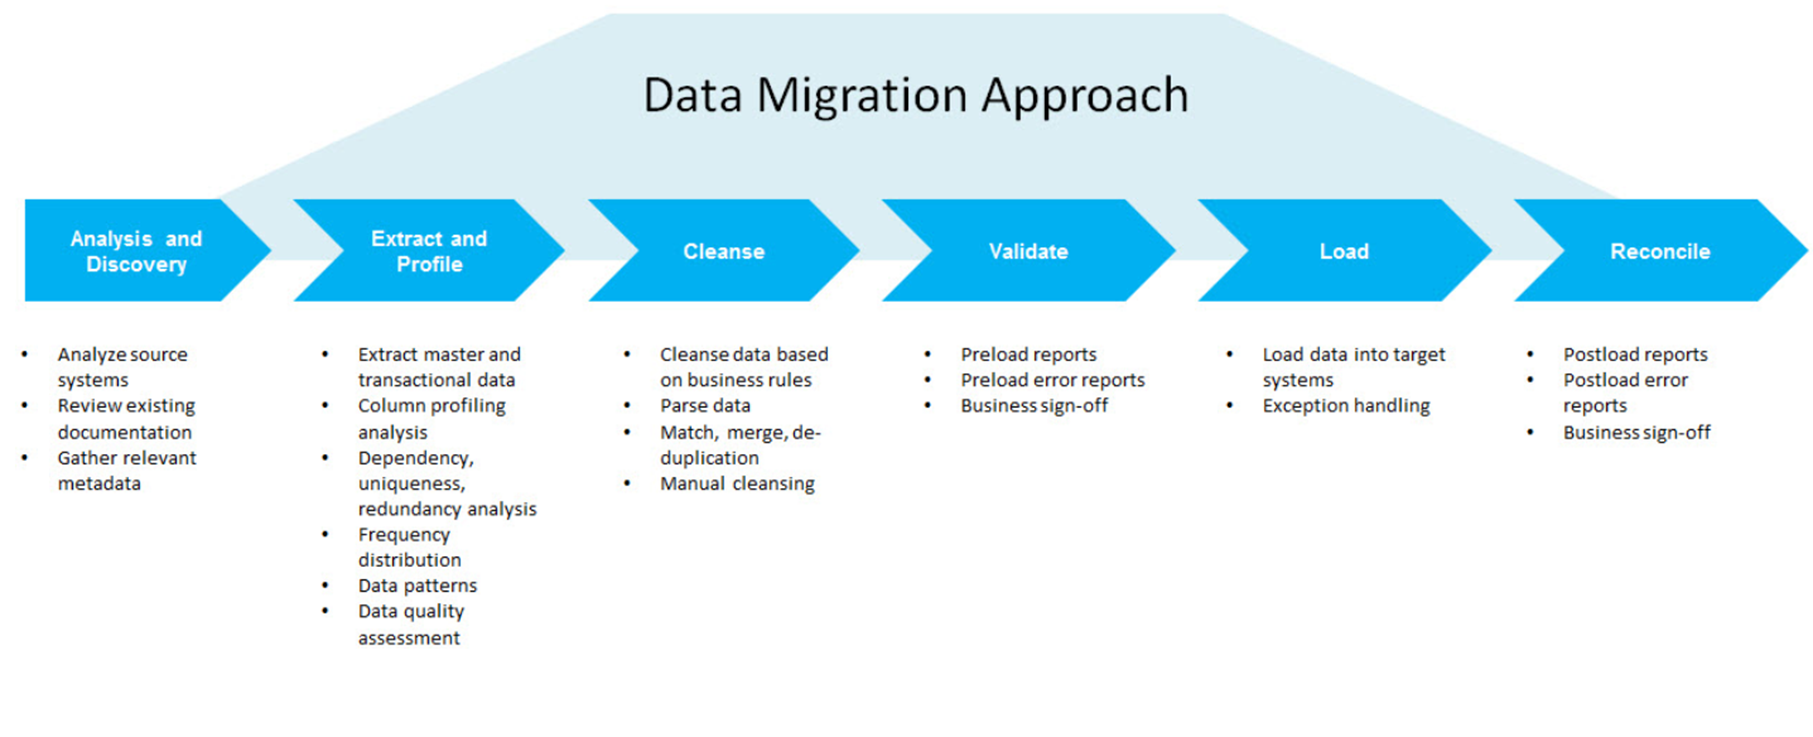 Data Migration Approach
Analysis and
Discovery
Extract and
Profile
Cleanse
Validate
Load
Reconcile
• Analyze source
systems
• Review existing
documentation
• Gather relevant
metadata
• Extract master and
transactional data
• Column profiling
analysis
• Dependency,
uniqueness,
redundancy analysis
• Frequency
distribution
• Data patterns
• Data quality
assessment
• Cleanse data based
on business rules
• Parse data
• Match, merge, de-
duplication
• Manual cleansing
• Preload reports
• Preload error reports
• Business sign-off
• Load data into target
systems
• Exception handling
• Postload reports
• Postload error
reports
• Business sign-off